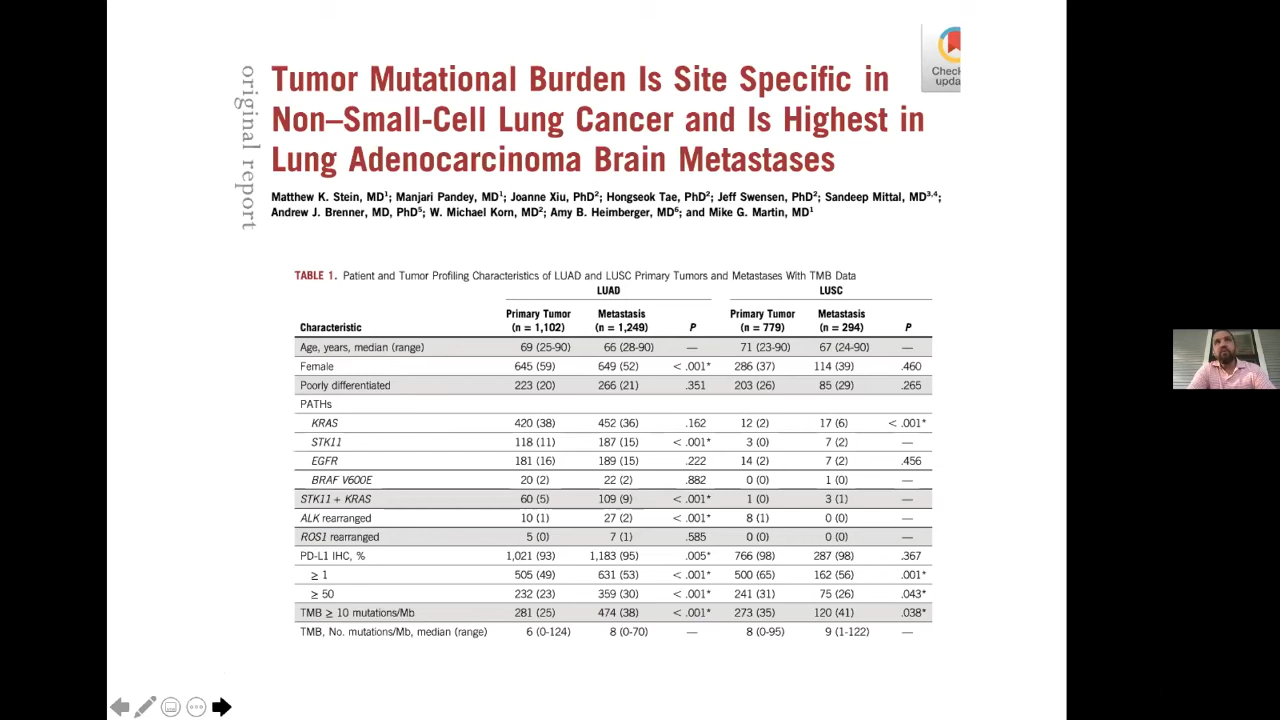 original report
Tumor Mutational Burden Is Site Specific in
Non–Small-Cell Lung Cancer and Is Highest in
Lung Adenocarcinoma Brain Metastases
Matthew K. Stein, MD1; Manjari Pandey, MD1; Joanne Xiu, PhD2; Hongseok Tae, PhD2; Jeff Swensen, PhD2; Sandeep Mittal, MD3,4;
Andrew J. Brenner, MD, PhD5; W. Michael Korn, MD2; Amy B. Heimberger, MD6; and Mike G. Martin, MD1
TABLE 1. Patient and Tumor Profiling Characteristics of LUAD and LUSC Primary Tumors and Metastases With TMB Data
LUAD LUSC
Primary Tumor Metastasis Primary Tumor Metastasis
Characteristic (n = 1,102) (n = 1,249) P (n = 779) (n = 294) P
Age, years, median (range) 69 (25-90) 66 (28-90) — 71 (23-90) 67 (24-90) —
Female 645 (59) 649 (52) < .001* 286 (37) 114 (39) .460
Poorly differentiated 223 (20) 266 (21) .351 203 (26) 85 (29) .265
PATHs
KRAS 420 (38) 452 (36) .162 12 (2) 17 (6) < .001*
STK11 118 (11) 187 (15) < .001* 3 (0) 7 (2) —
EGFR 181 (16) 189 (15) .222 14 (2) 7 (2) .456
BRAF V600E 20 (2) 22 (2) .882 0 (0) 1 (0) —
STK11 + KRAS 60 (5) 109 (9) < .001* 1 (0) 3 (1) —
ALK rearranged 10 (1) 27 (2) < .001* 8 (1) 0 (0) —
ROS1 rearranged 5 (0) 7 (1) .585 0 (0) 0 (0) —
PD-L1 IHC, % 1,021 (93) 1,183 (95) .005* 766 (98) 287 (98) .367
≥ 1 505 (49) 631 (53) < .001* 500 (65) 162 (56) .001*
≥ 50 232 (23) 359 (30) < .001* 241 (31) 75 (26) .043*
TMB ≥ 10 mutations/Mb 281 (25) 474 (38) < .001* 273 (35) 120 (41) .038*
TMB, No. mutations/Mb, median (range) 6 (0-124) 8 (0-70) — 8 (0-95) 9 (1-122) —